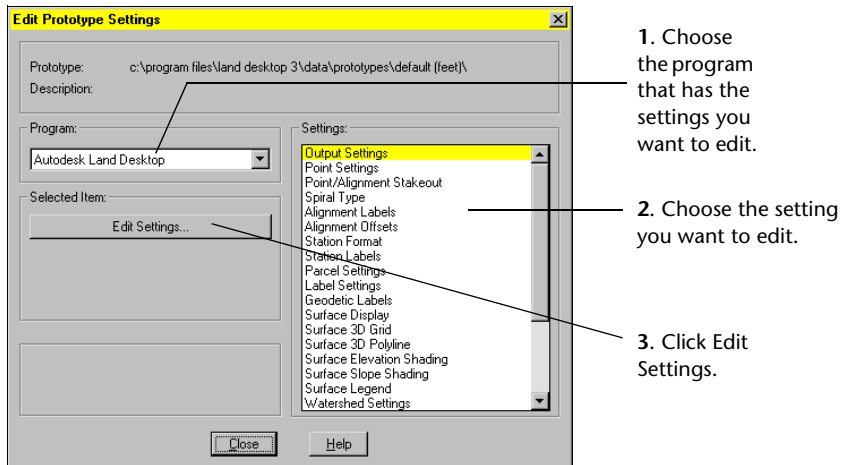 Edit Prototype Settings
Prototype: c:\program files\land desktop 3\data\prototypes\default (feet)\
Description:
Program:
Autodesk Land Desktop
Selected Item:
Edit Settings...
Settings:
Output Settings
Point Settings
Point/Alignment Stakeout
Spiral Type
Alignment Labels
Alignment Offsets
Station Format
Station Labels
Parcel Settings
Label Settings
Geodetic Labels
Surface Display
Surface 3D Grid
Surface 3D Polyline
Surface Elevation Shading
Surface Slope Shading
Surface Legend
Watershed Settings
Close
Help
1. Choose
the program
that has the
settings you
want to edit.
2. Choose the setting
you want to edit.
3. Click Edit
Settings.